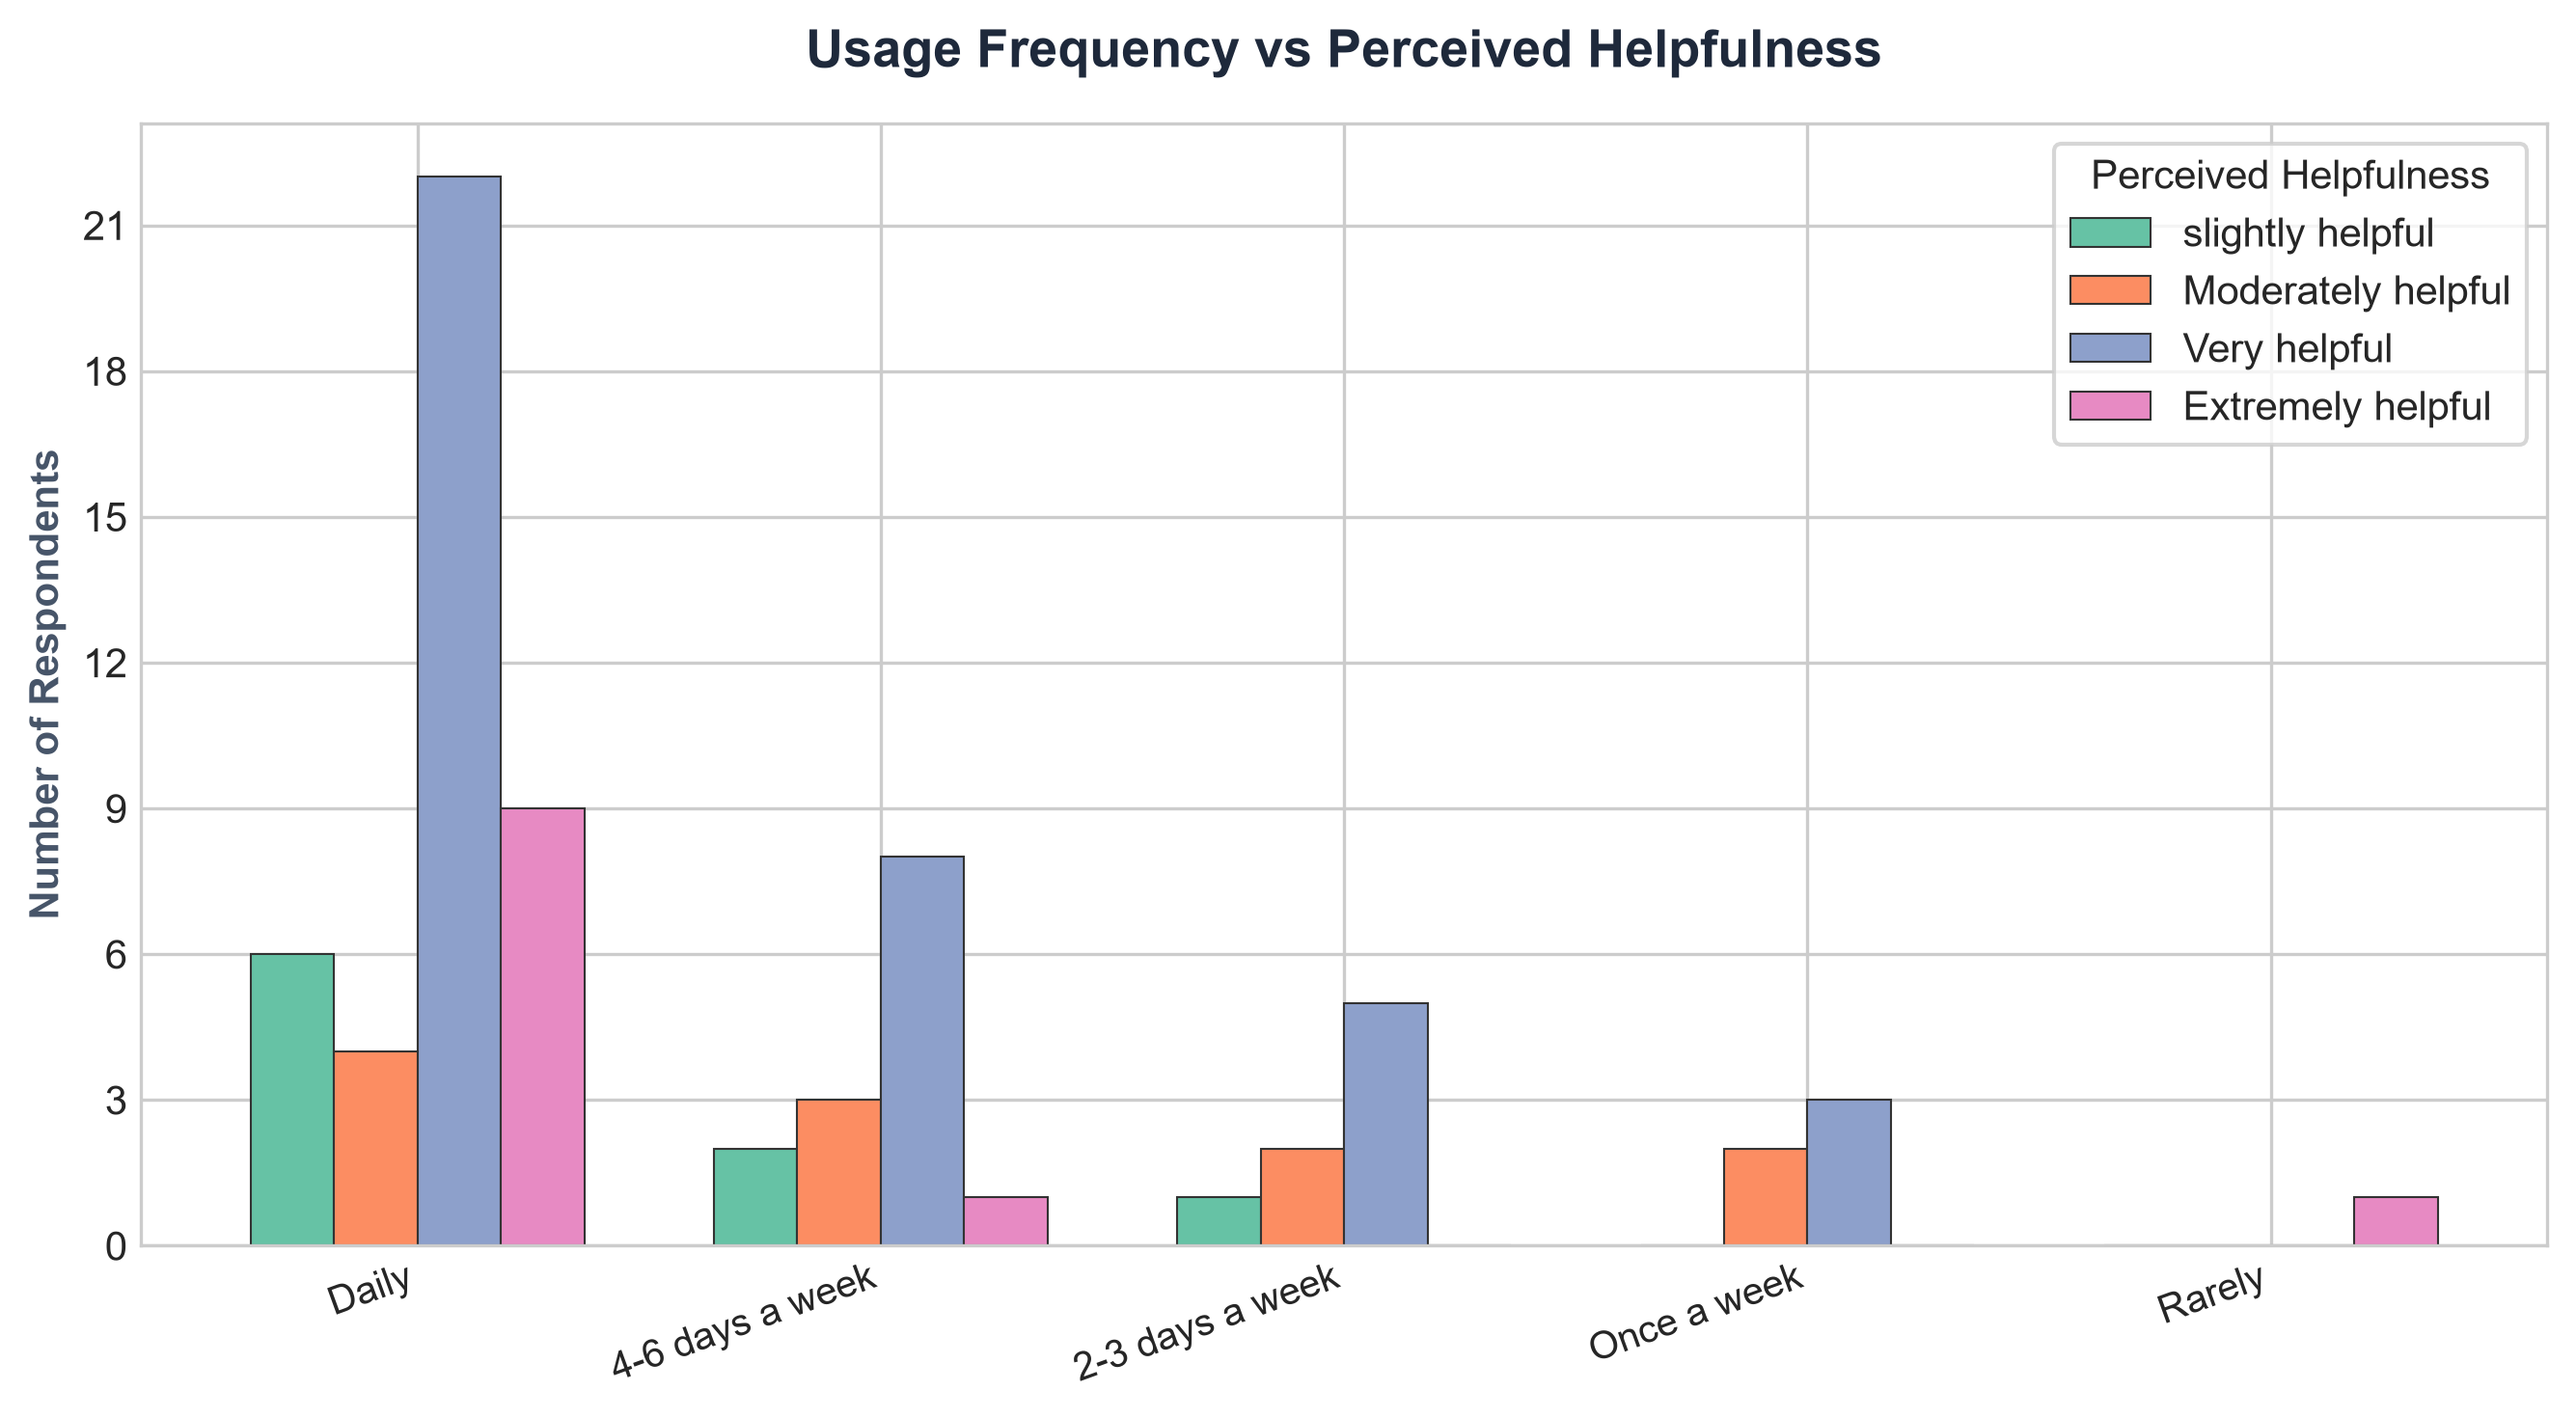 Usage Frequency vs Perceived Helpfulness
Perceived Helpfulness
slightly helpful
Moderately helpful
Very helpful
Extremely helpful
Number of Respondents
21
18
15
12
9
6
3
0
Daily
4-6 days a week
2-3 days a week
Once a week
Rarely